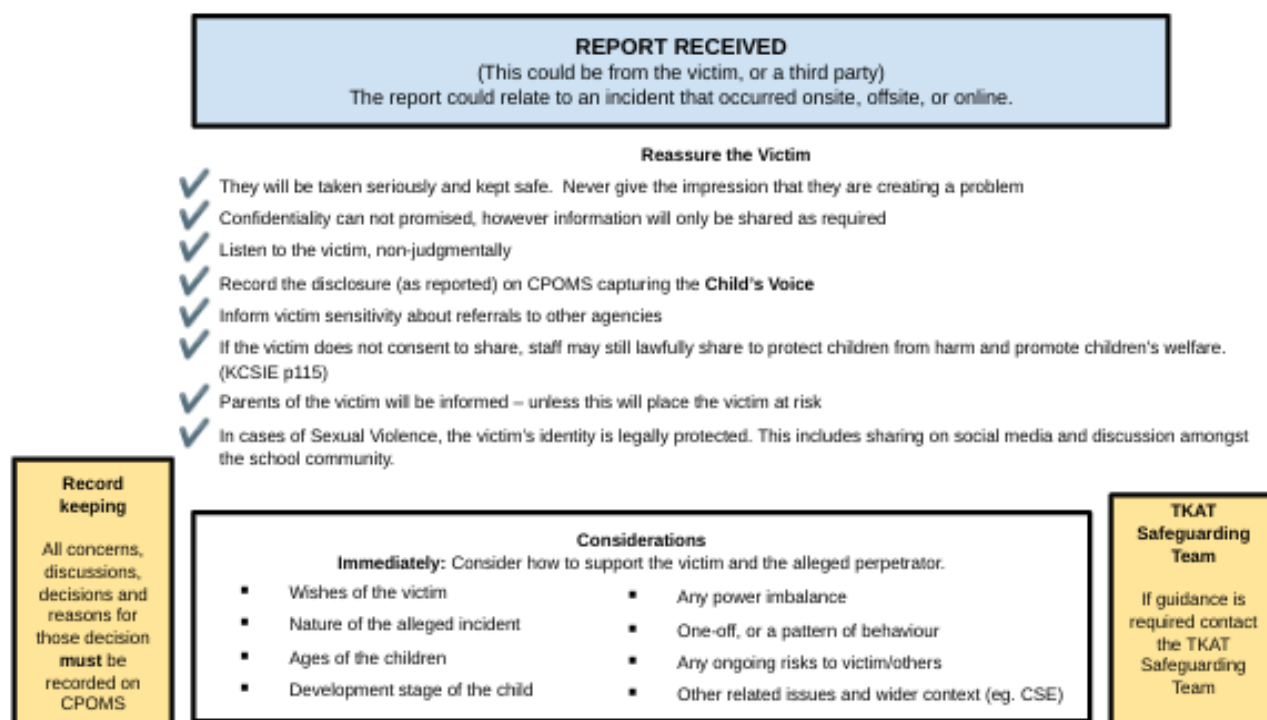 REPORT RECEIVED
(This could be from the victim, or a third party)
The report could relate to an incident that occurred onsite, offsite, or online.
Reassure the Victim
They will be taken seriously and kept safe.  Never give the impression that they are creating a problem
Confidentiality can not promised, however information will only be shared as required
Listen to the victim, non-judgmentally
Record the disclosure (as reported) on CPOMS capturing the Child's Voice
Inform victim sensitivity about referrals to other agencies
If the victim does not consent to share, staff may still lawfully share to protect children from harm and promote children's welfare.
(KCSIE p115)
Parents of the victim will be informed – unless this will place the victim at risk
In cases of Sexual Violence, the victim's identity is legally protected. This includes sharing on social media and discussion amongst
the school community.
Record
keeping
All concerns,
discussions,
decisions and
reasons for
those decision
must be
recorded on
CPOMS
Considerations
Immediately: Consider how to support the victim and the alleged perpetrator.
Wishes of the victim
Nature of the alleged incident
Ages of the children
Development stage of the child
Any power imbalance
One-off, or a pattern of behaviour
Any ongoing risks to victim/others
Other related issues and wider context (eg. CSE)
TKAT
Safeguarding
Team
If guidance is
required contact
the TKAT
Safeguarding
Team